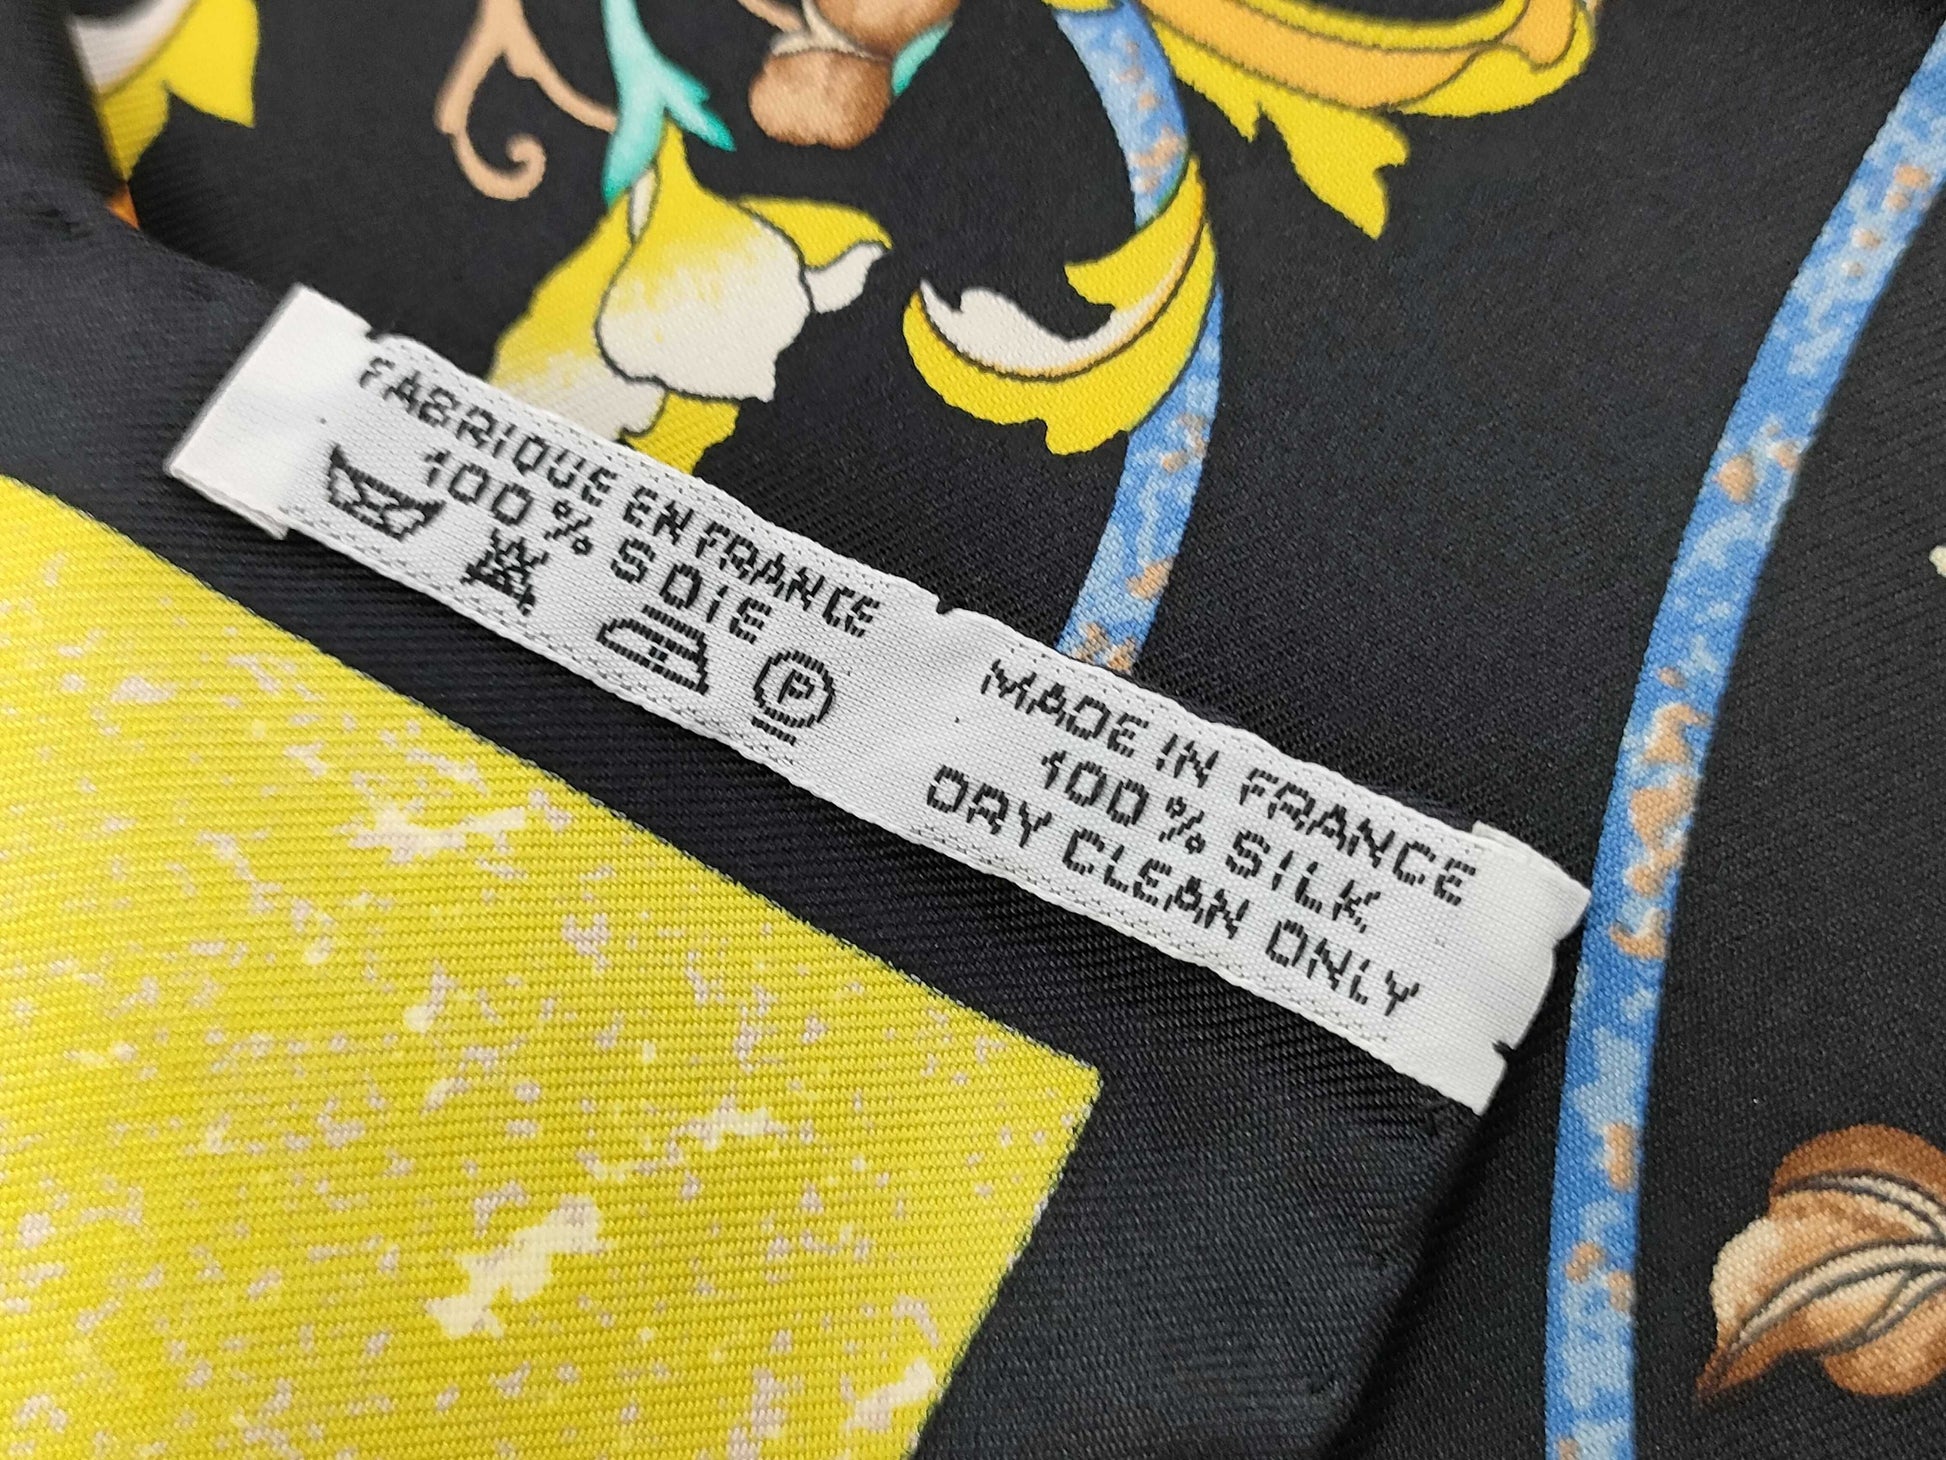 FABRIQUE EN FRANCE
100% SOIE
P
MADE IN FRANCE
100% SILK
DRY CLEAN ONLY